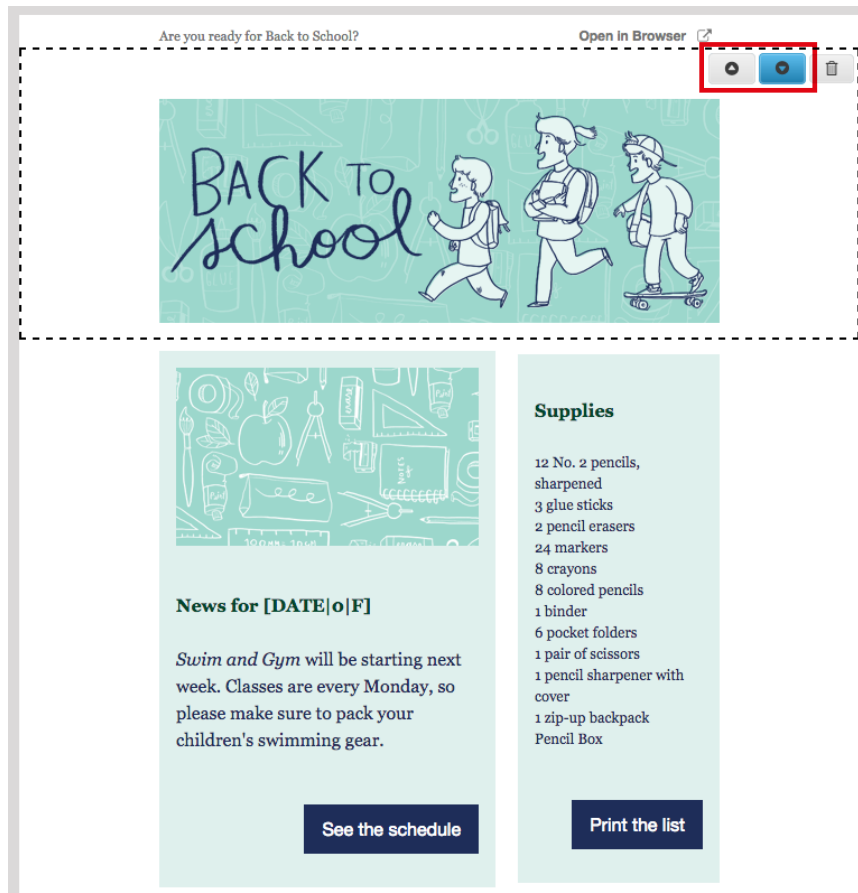 Are you ready for Back to School?
Open in Browser
BACK TO
school
GLUE
erase
NOTES
Paint
Supplies
12 No. 2 pencils,
sharpened
3 glue sticks
2 pencil erasers
24 markers
8 crayons
8 colored pencils
1 binder
6 pocket folders
1 pair of scissors
1 pencil sharpener with
cover
1 zip-up backpack
Pencil Box
Print the list
News for [DATE|0|F]
Swim and Gym will be starting next
week. Classes are every Monday, so
please make sure to pack your
children's swimming gear.
See the schedule